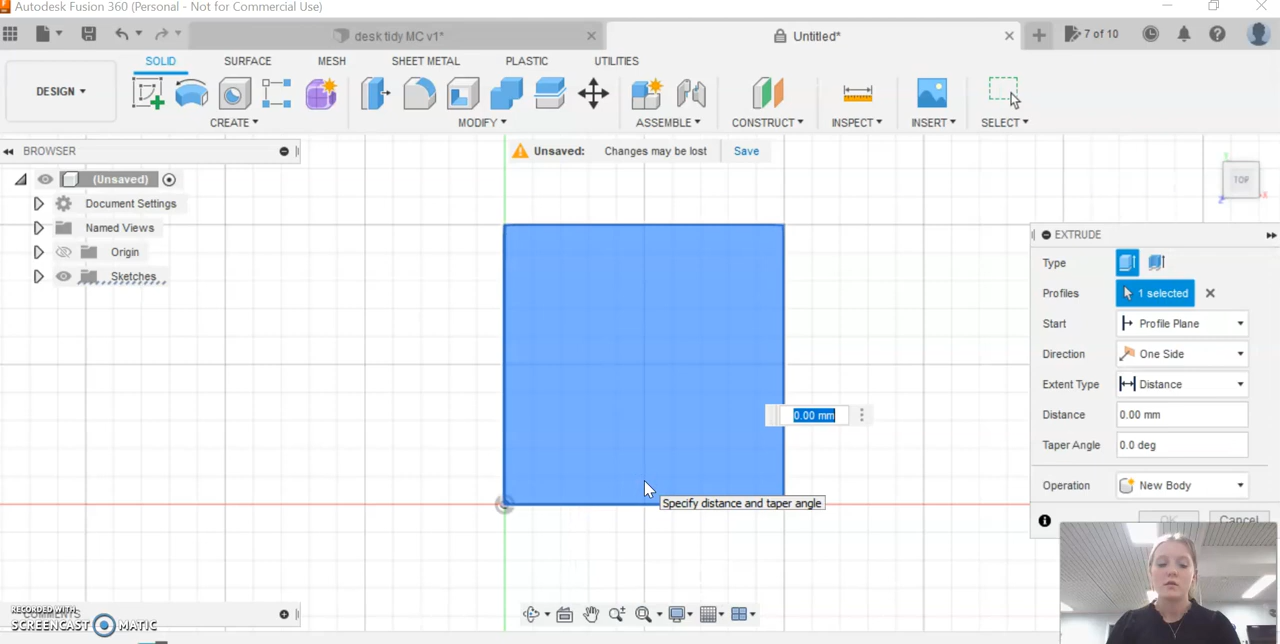 Autodesk Fusion 360 (Personal - Not for Commercial Use)
desk tidy MC v1*
Untitled*
7 of 10
DESIGN
SOLID SURFACE MESH SHEET METAL PLASTIC UTILITIES
CREATE MODIFY ASSEMBLE CONSTRUCT INSPECT INSERT SELECT
BROWSER
Unsaved: Changes may be lost Save
(Unsaved)
Document Settings
Named Views
Origin
Sketches
TOP
X
Y
Z
EXTRUDE
Type
Profiles 1 selected
Start Profile Plane
Direction One Side
Extent Type Distance
Distance 0.00 mm
Taper Angle 0.0 deg
Operation New Body
OK Cancel
0.00 mm
Specify distance and taper angle
COMMENTS
RECORDED WITH
SCREENCAST MATIC